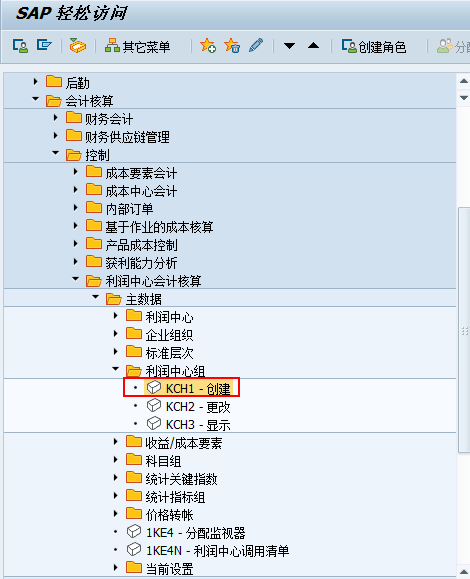 SAP 轻松访问
其它菜单 创建角色 分配
后勤
会计核算
财务会计
财务供应链管理
控制
成本要素会计
成本中心会计
内部订单
基于作业的成本核算
产品成本控制
获利能力分析
利润中心会计核算
主数据
利润中心
企业组织
标准层次
利润中心组
KCH1 - 创建
KCH2 - 更改
KCH3 - 显示
收益/成本要素
科目组
统计关键指数
统计指标组
价格转帐
1KE4 - 分配监视器
1KE4N - 利润中心调用清单
当前设置